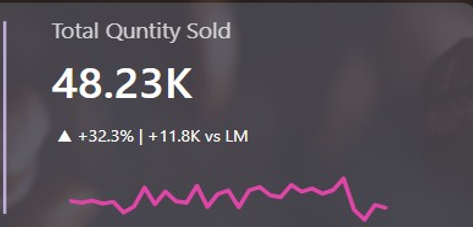 Total Quntity Sold
48.23K
▲ +32.3% | +11.8K vs LM